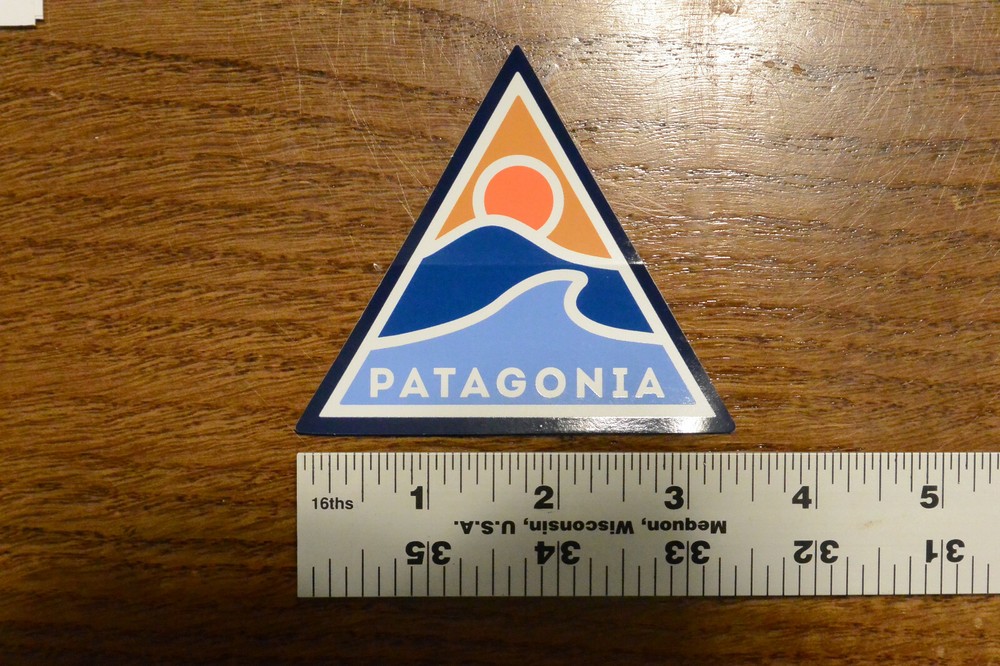 PATAGONIA
16ths 1 2 3 4 5
Mequon, Wisconsin, U.S.A.
35 34 33 32 31